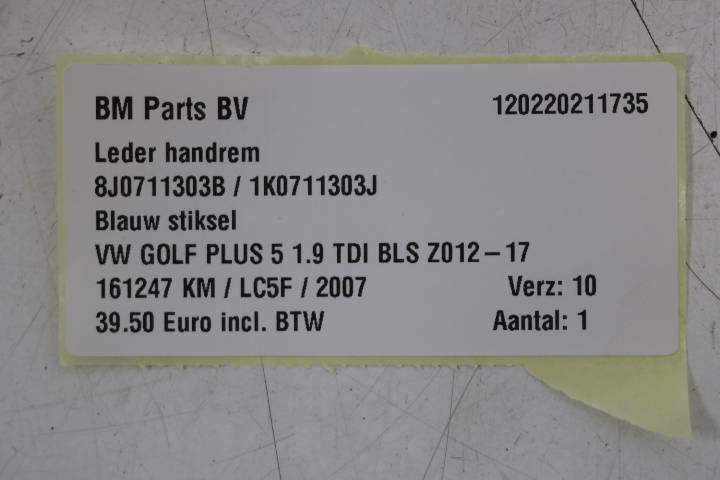 BM Parts BV 120220211735
Leder handrem
8J0711303B / 1K0711303J
Blauw stiksel
VW GOLF PLUS 5 1.9 TDI BLS Z012-17
161247 KM / LC5F / 2007 Verz: 10
39.50 Euro incl. BTW Aantal: 1